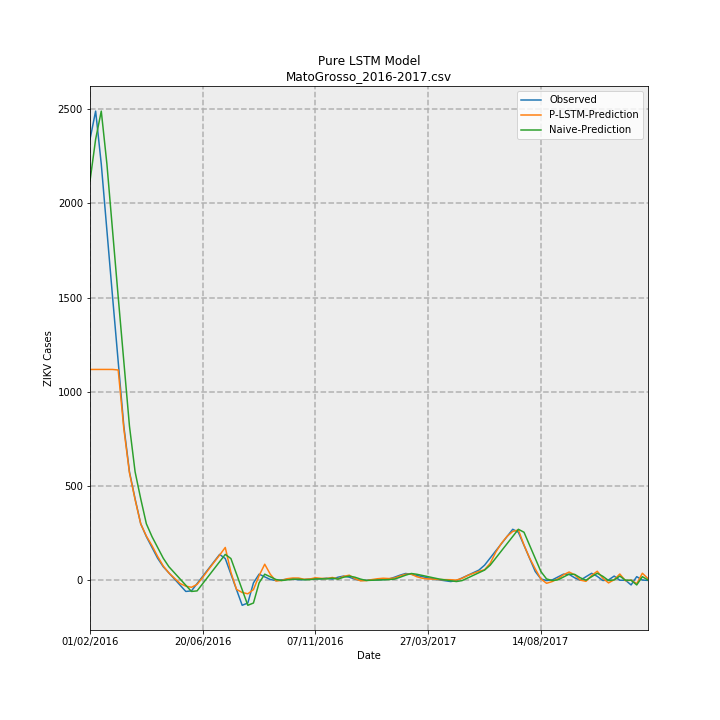 Pure LSTM Model
MatoGrosso_2016-2017.csv
Observed
P-LSTM-Prediction
Naive-Prediction
ZIKV Cases
2500
2000
1500
1000
500
0
01/02/2016
20/06/2016
07/11/2016
27/03/2017
14/08/2017
Date